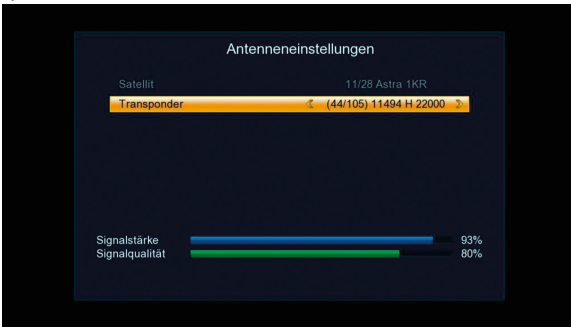 Antenneneinstellungen
Satellit 11/28 Astra 1KR
Transponder (44/105) 11494 H 22000
Signalstärke 93%
Signalqualität 80%